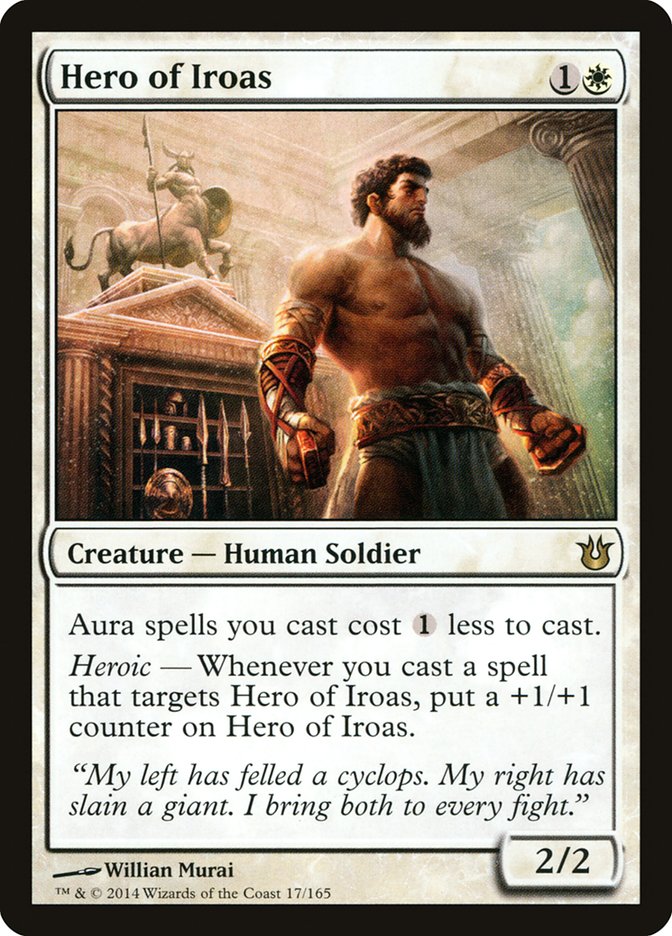 Hero of Iroas 1
Creature — Human Soldier
Aura spells you cast cost 1 less to cast.
Heroic — Whenever you cast a spell
that targets Hero of Iroas, put a +1/+1
counter on Hero of Iroas.
“My left has felled a cyclops. My right has
slain a giant. I bring both to every fight.”
2/2
Willian Murai
™ & © 2014 Wizards of the Coast 17/165